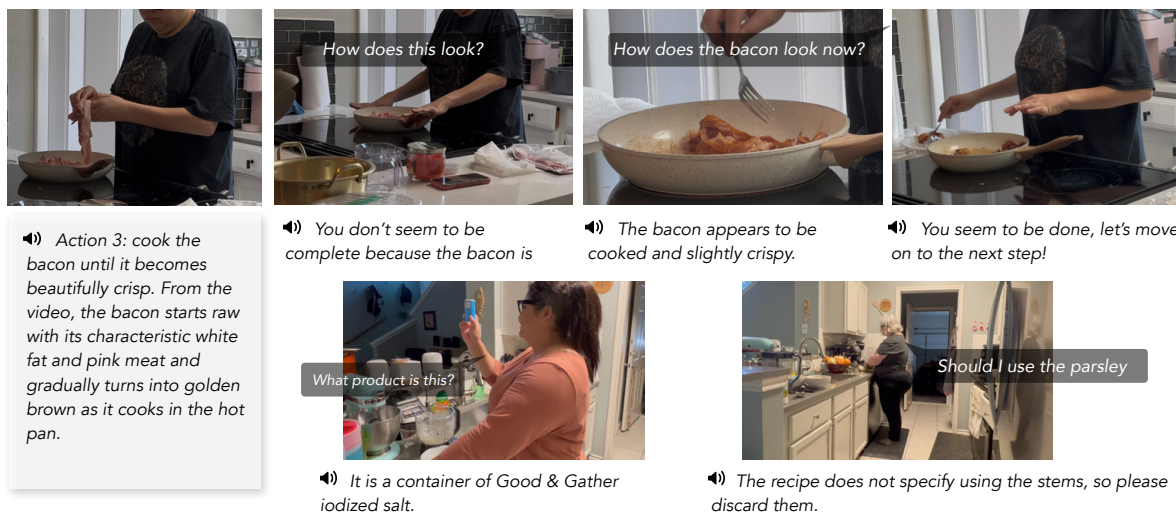 How does this look?
How does the bacon look now?
Action 3: cook the
bacon until it becomes
beautifully crisp. From the
video, the bacon starts raw
with its characteristic white
fat and pink meat and
gradually turns into golden
brown as it cooks in the hot
pan.
You don't seem to be
complete because the bacon is
The bacon appears to be
cooked and slightly crispy.
You seem to be done, let's move
on to the next step!
What product is this?
Should I use the parsley
It is a container of Good & Gather
iodized salt.
The recipe does not specify using the stems, so please
discard them.